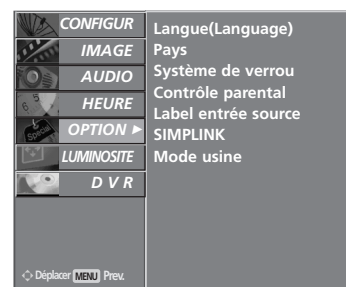 CONFIGUR
IMAGE
AUDIO
HEURE
OPTION ►
LUMINOSITE
D V R
Langue(Language)
Pays
Système de verrou
Contrôle parental
Label entrée source
SIMPLINK
Mode usine
Special
Déplacer MENU Prev.